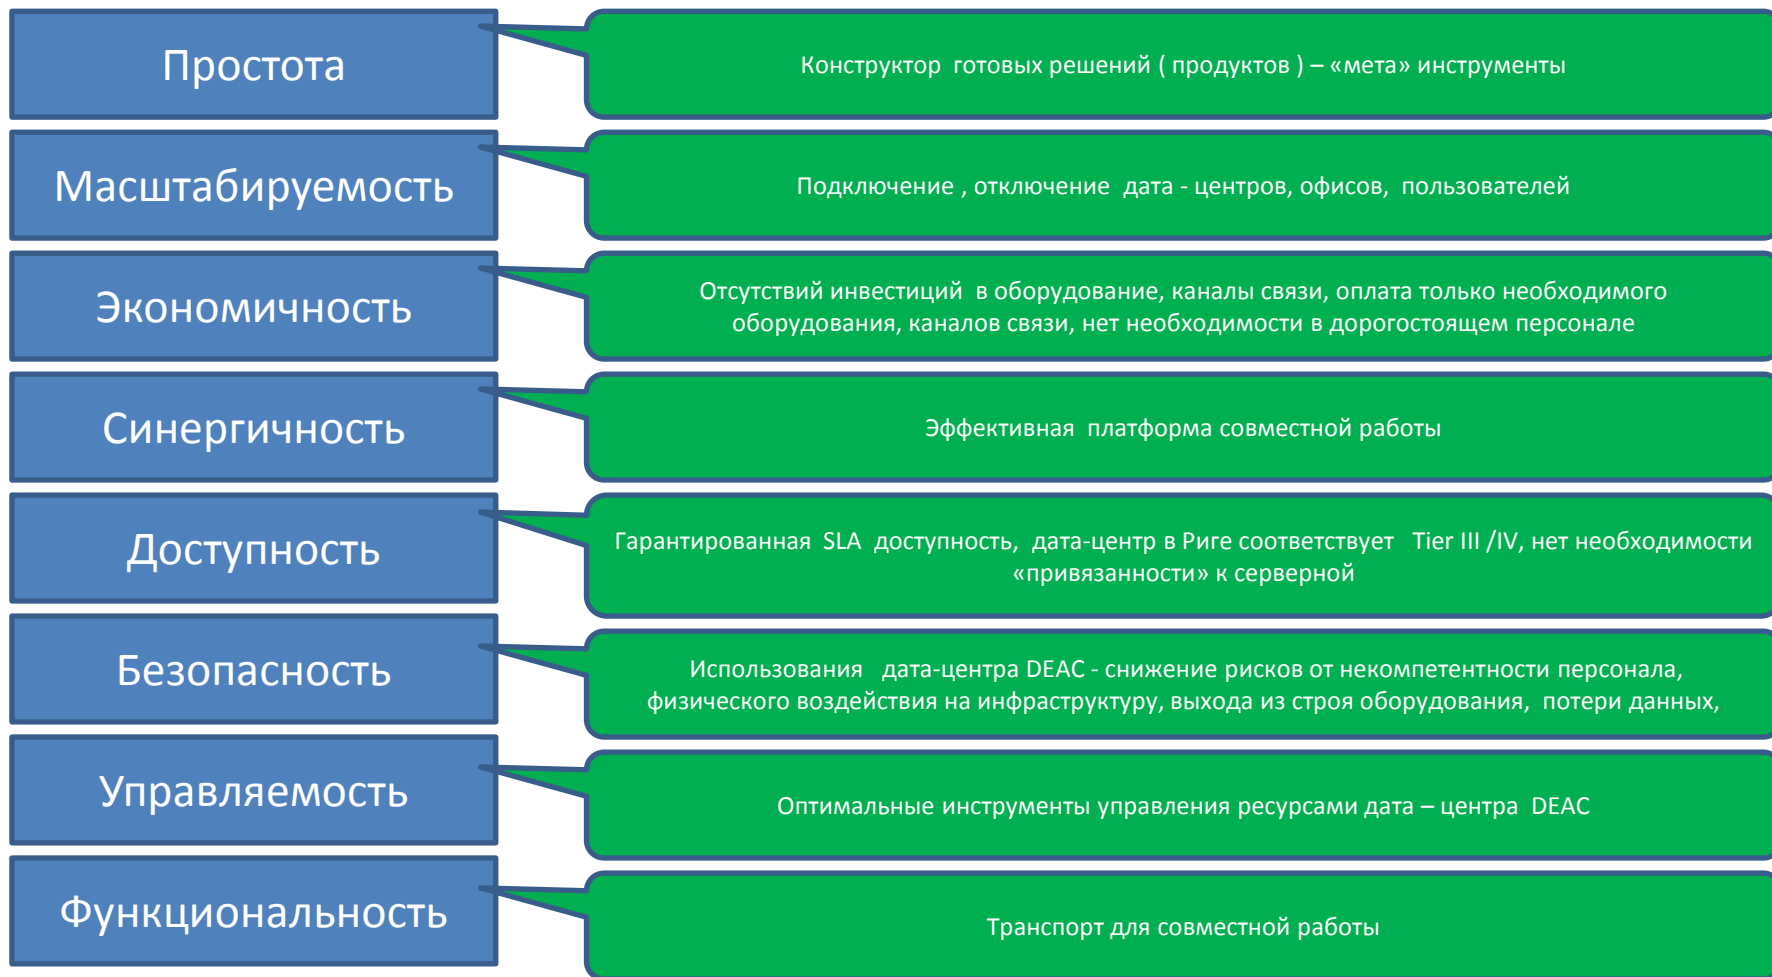 Простота
Конструктор готовых решений ( продуктов ) – «мета» инструменты
Масштабируемость
Подключение , отключение дата - центров, офисов, пользователей
Экономичность
Отсутствий инвестиций в оборудование, каналы связи, оплата только необходимого
оборудования, каналов связи, нет необходимости в дорогостоящем персонале
Синергичность
Эффективная платформа совместной работы
Доступность
Гарантированная SLA доступность, дата-центр в Риге соответствует Tier III /IV, нет необходимости
«привязанности» к серверной
Безопасность
Использования дата-центра DEAC - снижение рисков от некомпетентности персонала,
физического воздействия на инфраструктуру, выхода из строя оборудования, потери данных,
Управляемость
Оптимальные инструменты управления ресурсами дата – центра DEAC
Функциональность
Транспорт для совместной работы